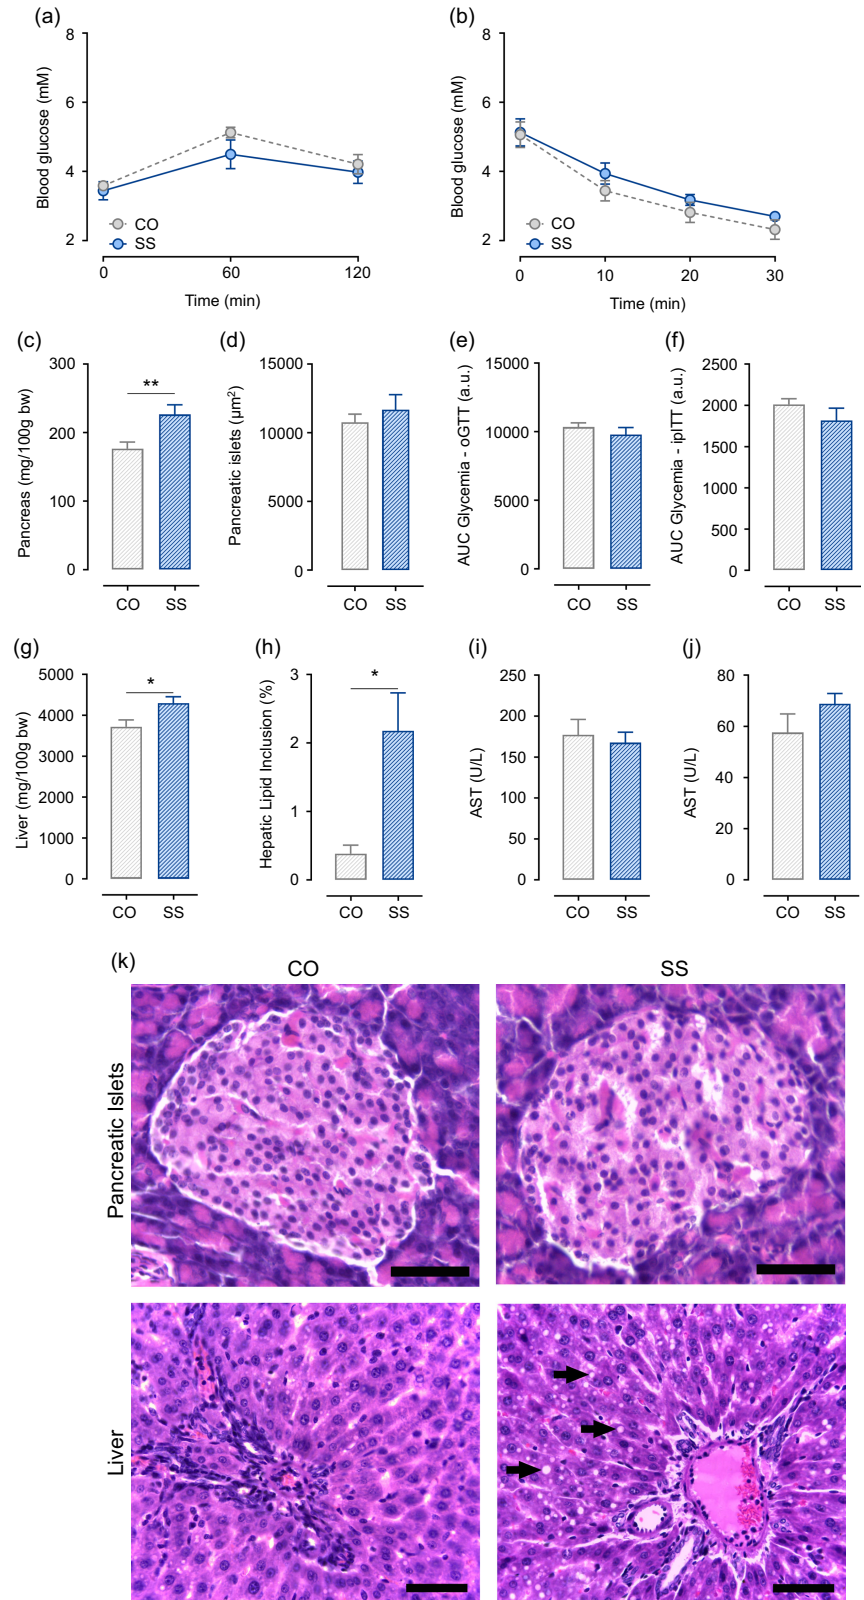 (a)
Blood glucose (mM)
8
6
4
2
CO
SS
0
60
120
Time (min)
(b)
Blood glucose (mM)
8
6
4
2
CO
SS
0
10
20
30
Time (min)
(c)
Pancreas (mg/100g bw)
300
200
100
0
**
CO
SS
(d)
Pancreatic islets (µm²)
15000
10000
5000
0
CO
SS
(e)
AUC Glycemia - oGTT (a.u.)
15000
10000
5000
0
CO
SS
(f)
AUC Glycemia - ipITT (a.u.)
2500
2000
1500
1000
500
0
CO
SS
(g)
Liver (mg/100g bw)
5000
4000
3000
2000
1000
0
*
CO
SS
(h)
Hepatic Lipid Inclusion (%)
3
2
1
0
*
CO
SS
(i)
AST (U/L)
250
200
150
100
50
0
CO
SS
(j)
AST (U/L)
80
60
40
20
0
CO
SS
(k)
CO
SS
Pancreatic Islets
Liver